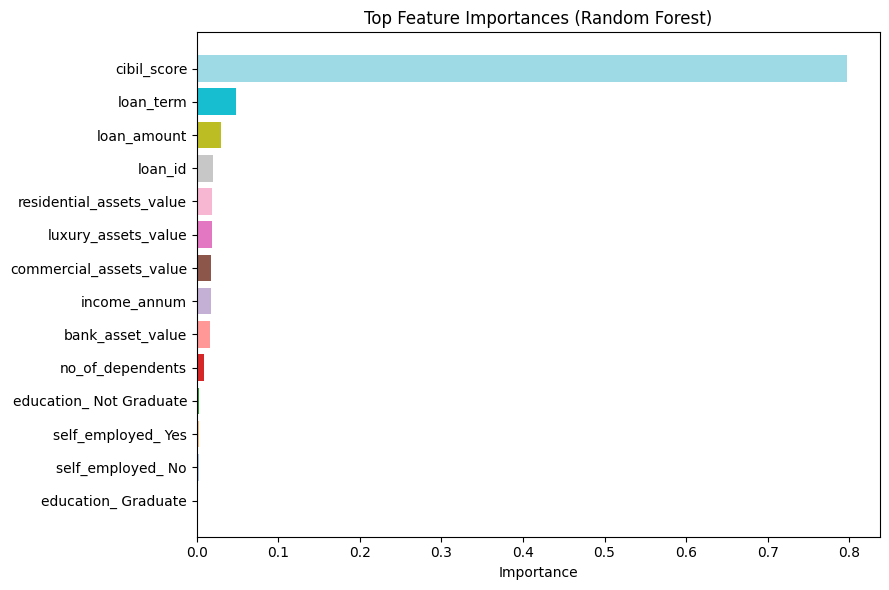 Top Feature Importances (Random Forest)
cibil_score
loan_term
loan_amount
loan_id
residential_assets_value
luxury_assets_value
commercial_assets_value
income_annum
bank_asset_value
no_of_dependents
education_ Not Graduate
self_employed_ Yes
self_employed_ No
education_ Graduate
0.0 0.1 0.2 0.3 0.4 0.5 0.6 0.7 0.8
Importance